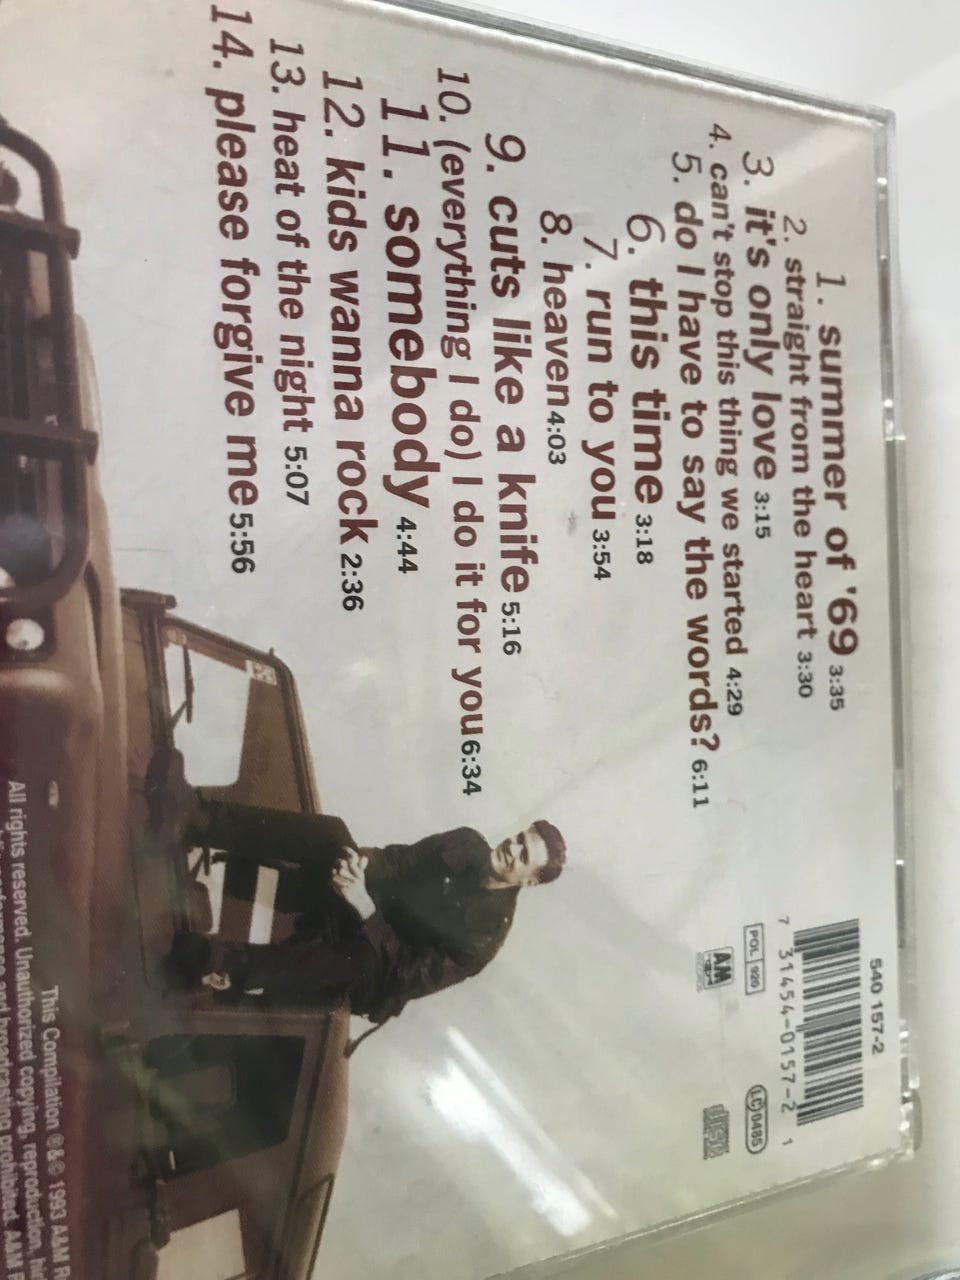 1. summer of '69 3:35
2. straight from the heart 3:30
3. it's only love 3:15
4. can't stop this thing we started 4:29
5. do I have to say the words? 6:11
6. this time 3:18
7. run to you 3:54
8. heaven 4:03
9. cuts like a knife 5:16
10. (everything I do) I do it for you 6:34
11. somebody 4:44
12. kids wanna rock 2:36
13. heat of the night 5:07
14. please forgive me 5:56
540 157-2
7 31454-0157-2 1
POL 920
LC 0485
AM
disc
This Compilation ℗&© 1993 A&M
All rights reserved. Unauthorized copying, reproduction,
and broadcasting prohibited. A&M